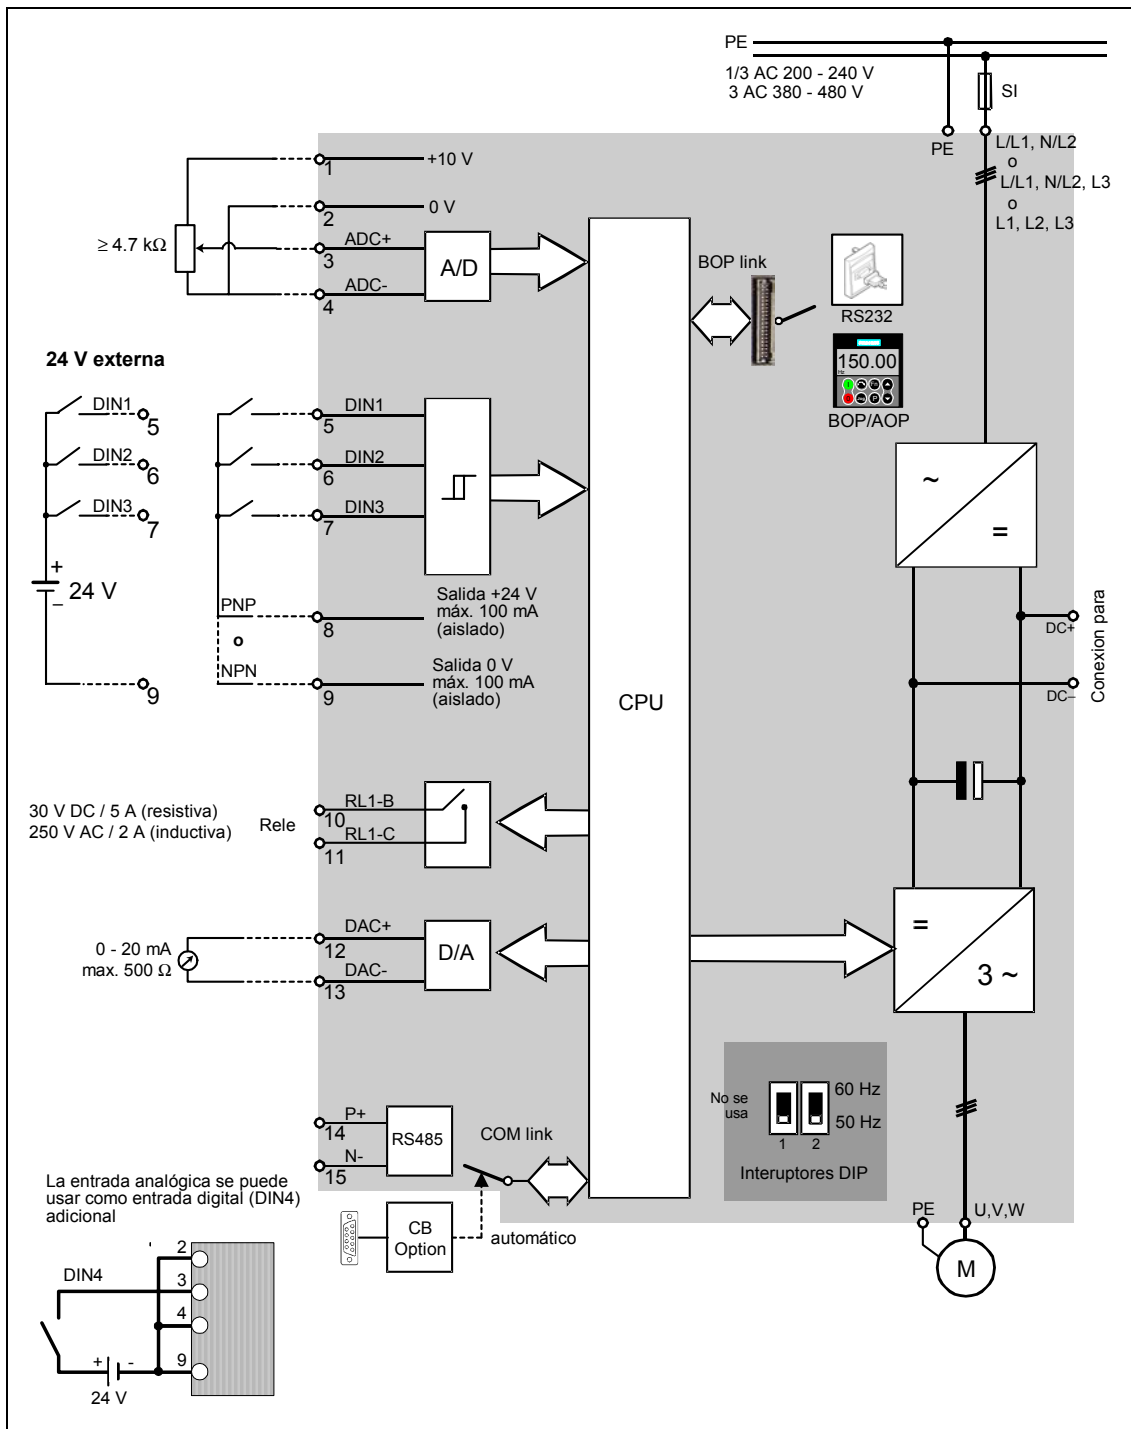 PE
1/3 AC 200 - 240 V
3 AC 380 - 480 V
SI
PE
L/L1, N/L2
o
L/L1, N/L2, L3
o
L1, L2, L3
1
+10 V
2
0 V
≥ 4.7 kΩ
3
ADC+
4
ADC-
A/D
BOP link
RS232
150.00
Hz
Fn
Jog
P
BOP/AOP
24 V externa
DIN1
5
DIN2
6
DIN3
7
+
24 V
–
9
DIN1
5
DIN2
6
DIN3
7
PNP
8
o
NPN
9
Salida +24 V
máx. 100 mA
(aislado)
Salida 0 V
máx. 100 mA
(aislado)
CPU
~
=
DC+
DC–
Conexion para
30 V DC / 5 A (resistiva)
250 V AC / 2 A (inductiva)
Rele
RL1-B
10
RL1-C
11
0 - 20 mA
max. 500 Ω
DAC+
12
DAC-
13
D/A
=
3 ~
P+
14
N-
15
RS485
COM link
CB
Option
automático
No se
usa
60 Hz
50 Hz
1
2
Interuptores DIP
PE
U,V,W
M
La entrada analógica se puede
usar como entrada digital (DIN4)
adicional
DIN4
2
3
4
9
+
-
24 V